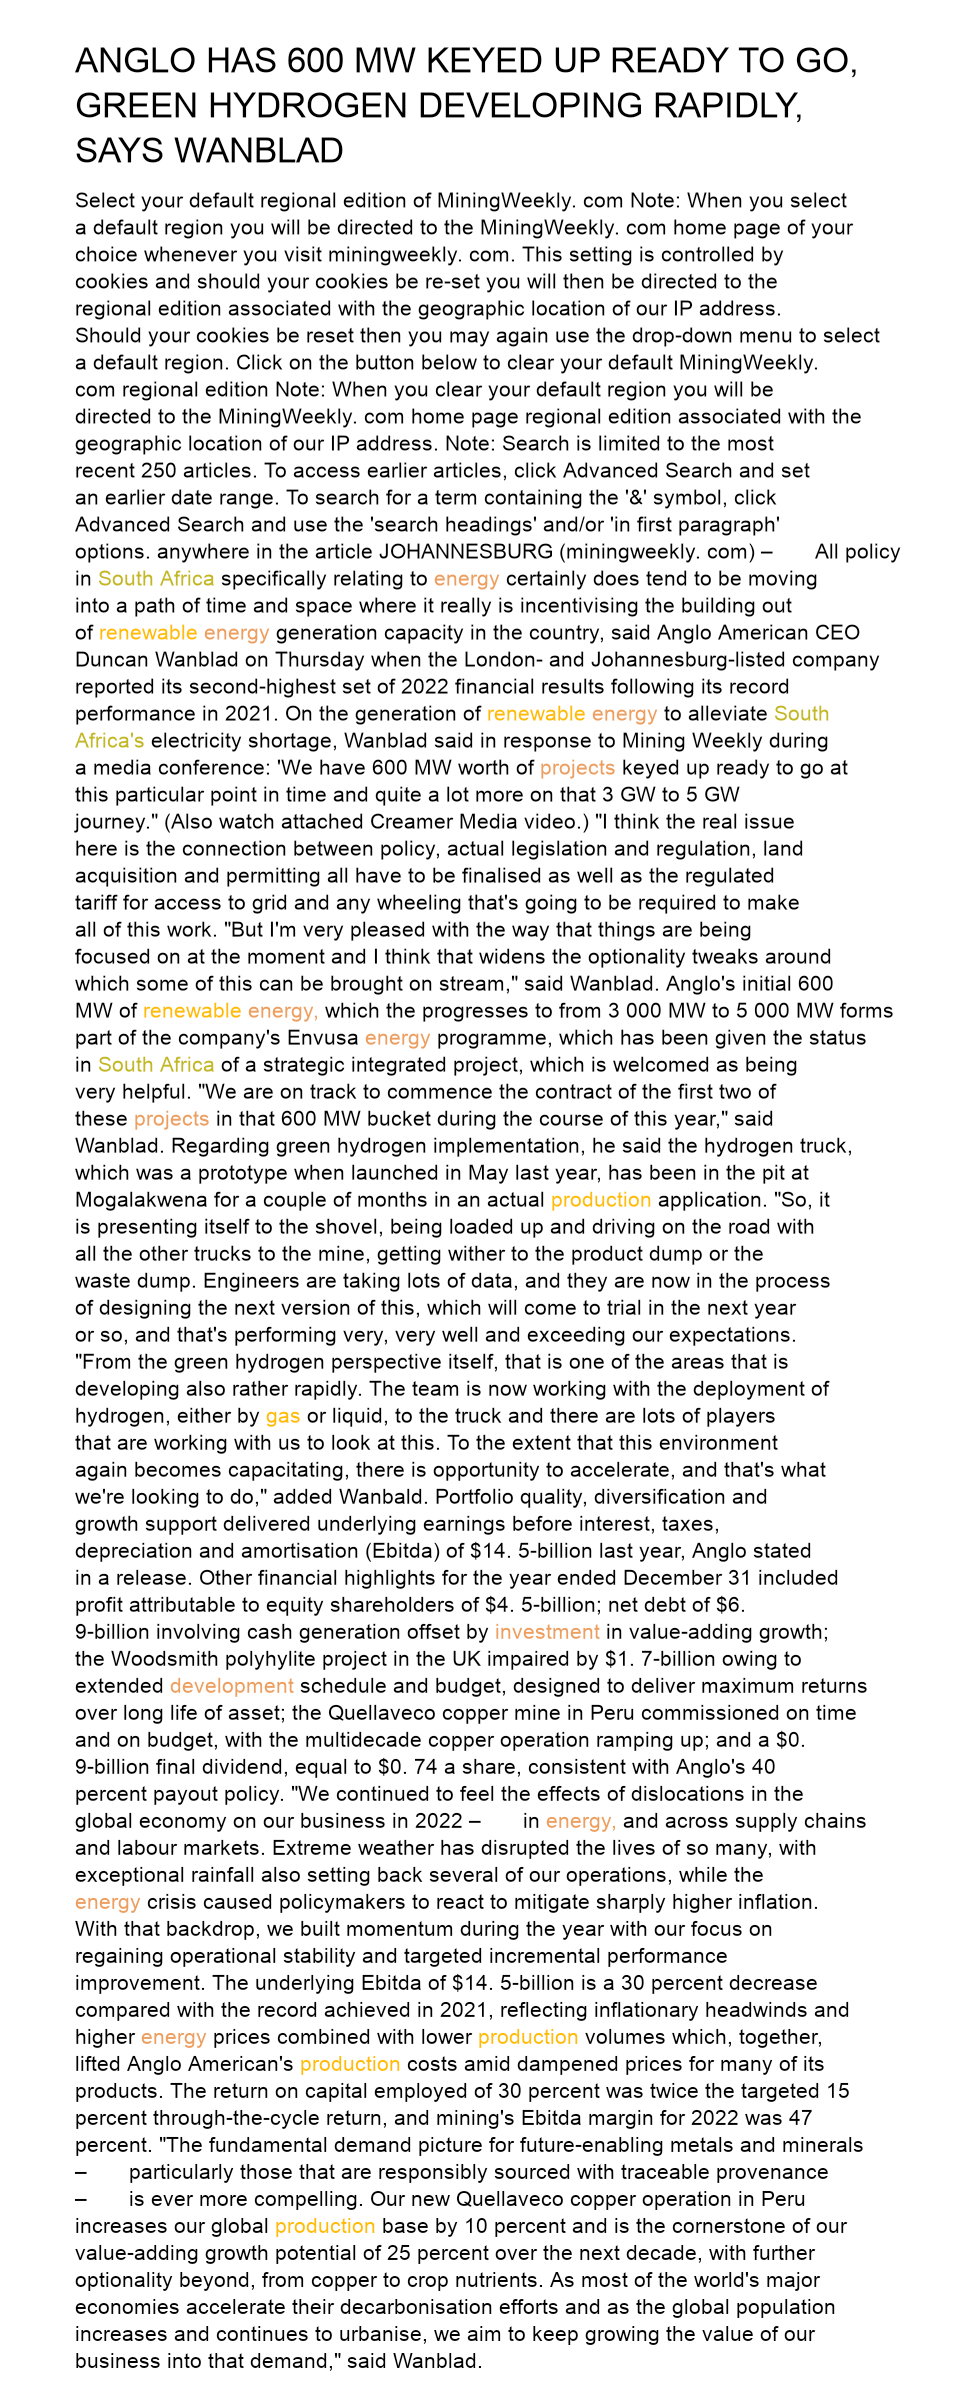 ANGLO HAS 600 MW KEYED UP READY TO GO,
GREEN HYDROGEN DEVELOPING RAPIDLY,
SAYS WANBLAD
Select your default regional edition of MiningWeekly. com Note: When you select
a default region you will be directed to the MiningWeekly. com home page of your
choice whenever you visit miningweekly. com. This setting is controlled by
cookies and should your cookies be re-set you will then be directed to the
regional edition associated with the geographic location of our IP address.
Should your cookies be reset then you may again use the drop-down menu to select
a default region. Click on the button below to clear your default MiningWeekly.
com regional edition Note: When you clear your default region you will be
directed to the MiningWeekly. com home page regional edition associated with the
geographic location of our IP address. Note: Search is limited to the most
recent 250 articles. To access earlier articles, click Advanced Search and set
an earlier date range. To search for a term containing the '&' symbol, click
Advanced Search and use the 'search headings' and/or 'in first paragraph'
options. anywhere in the article JOHANNESBURG (miningweekly. com) – All policy
in South Africa specifically relating to energy certainly does tend to be moving
into a path of time and space where it really is incentivising the building out
of renewable energy generation capacity in the country, said Anglo American CEO
Duncan Wanblad on Thursday when the London- and Johannesburg-listed company
reported its second-highest set of 2022 financial results following its record
performance in 2021. On the generation of renewable energy to alleviate South
Africa's electricity shortage, Wanblad said in response to Mining Weekly during
a media conference: 'We have 600 MW worth of projects keyed up ready to go at
this particular point in time and quite a lot more on that 3 GW to 5 GW
journey." (Also watch attached Creamer Media video.) "I think the real issue
here is the connection between policy, actual legislation and regulation, land
acquisition and permitting all have to be finalised as well as the regulated
tariff for access to grid and any wheeling that's going to be required to make
all of this work. "But I'm very pleased with the way that things are being
focused on at the moment and I think that widens the optionality tweaks around
which some of this can be brought on stream," said Wanblad. Anglo's initial 600
MW of renewable energy, which the progresses to from 3 000 MW to 5 000 MW forms
part of the company's Envusa energy programme, which has been given the status
in South Africa of a strategic integrated project, which is welcomed as being
very helpful. "We are on track to commence the contract of the first two of
these projects in that 600 MW bucket during the course of this year," said
Wanblad. Regarding green hydrogen implementation, he said the hydrogen truck,
which was a prototype when launched in May last year, has been in the pit at
Mogalakwena for a couple of months in an actual production application. "So, it
is presenting itself to the shovel, being loaded up and driving on the road with
all the other trucks to the mine, getting wither to the product dump or the
waste dump. Engineers are taking lots of data, and they are now in the process
of designing the next version of this, which will come to trial in the next year
or so, and that's performing very, very well and exceeding our expectations.
"From the green hydrogen perspective itself, that is one of the areas that is
developing also rather rapidly. The team is now working with the deployment of
hydrogen, either by gas or liquid, to the truck and there are lots of players
that are working with us to look at this. To the extent that this environment
again becomes capacitating, there is opportunity to accelerate, and that's what
we're looking to do," added Wanbald. Portfolio quality, diversification and
growth support delivered underlying earnings before interest, taxes,
depreciation and amortisation (Ebitda) of $14. 5-billion last year, Anglo stated
in a release. Other financial highlights for the year ended December 31 included
profit attributable to equity shareholders of $4. 5-billion; net debt of $6.
9-billion involving cash generation offset by investment in value-adding growth;
the Woodsmith polyhylite project in the UK impaired by $1. 7-billion owing to
extended development schedule and budget, designed to deliver maximum returns
over long life of asset; the Quellaveco copper mine in Peru commissioned on time
and on budget, with the multidecade copper operation ramping up; and a $0.
9-billion final dividend, equal to $0. 74 a share, consistent with Anglo's 40
percent payout policy. "We continued to feel the effects of dislocations in the
global economy on our business in 2022 – in energy, and across supply chains
and labour markets. Extreme weather has disrupted the lives of so many, with
exceptional rainfall also setting back several of our operations, while the
energy crisis caused policymakers to react to mitigate sharply higher inflation.
With that backdrop, we built momentum during the year with our focus on
regaining operational stability and targeted incremental performance
improvement. The underlying Ebitda of $14. 5-billion is a 30 percent decrease
compared with the record achieved in 2021, reflecting inflationary headwinds and
higher energy prices combined with lower production volumes which, together,
lifted Anglo American's production costs amid dampened prices for many of its
products. The return on capital employed of 30 percent was twice the targeted 15
percent through-the-cycle return, and mining's Ebitda margin for 2022 was 47
percent. "The fundamental demand picture for future-enabling metals and minerals
– particularly those that are responsibly sourced with traceable provenance
– is ever more compelling. Our new Quellaveco copper operation in Peru
increases our global production base by 10 percent and is the cornerstone of our
value-adding growth potential of 25 percent over the next decade, with further
optionality beyond, from copper to crop nutrients. As most of the world's major
economies accelerate their decarbonisation efforts and as the global population
increases and continues to urbanise, we aim to keep growing the value of our
business into that demand," said Wanblad.